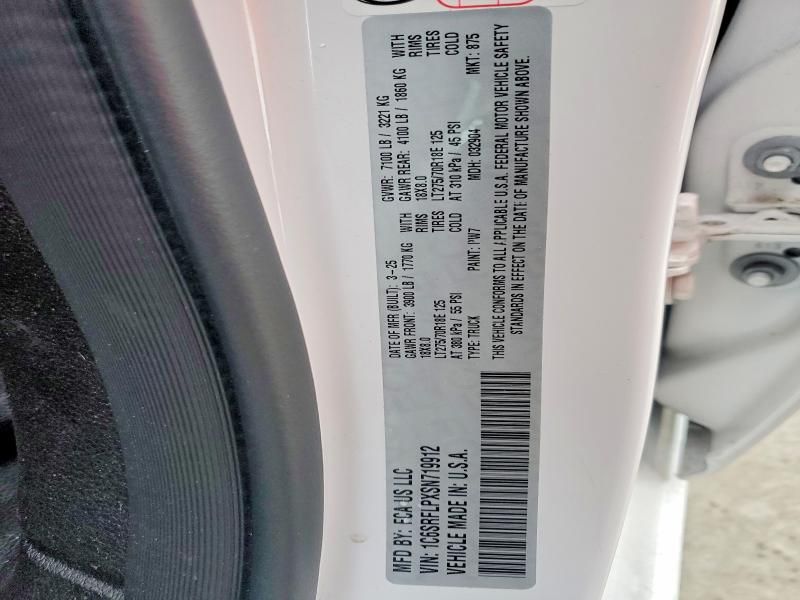 MFD BY: FCA US LLC
VIN: 1C6SRFLPXSN719912
VEHICLE MADE IN: U.S.A.
DATE OF MFR (BUILT): 3-25 GVWR: 7100 LB / 3221 KG WITH
GAWR FRONT: 3900 LB / 1770 KG WITH GAWR REAR: 4100 LB / 1860 KG RIMS
18X8.0 RIMS 18X8.0 TIRES
LT275/70R18E 125 TIRES LT275/70R18E 125 COLD
AT 380 kPa / 55 PSI COLD AT 310 kPa / 45 PSI
TYPE: TRUCK PAINT: PW7 MDH: 032904 MKT: 875
THIS VEHICLE CONFORMS TO ALL APPLICABLE U.S.A. FEDERAL MOTOR VEHICLE SAFETY
STANDARDS IN EFFECT ON THE DATE OF MANUFACTURE SHOWN ABOVE.